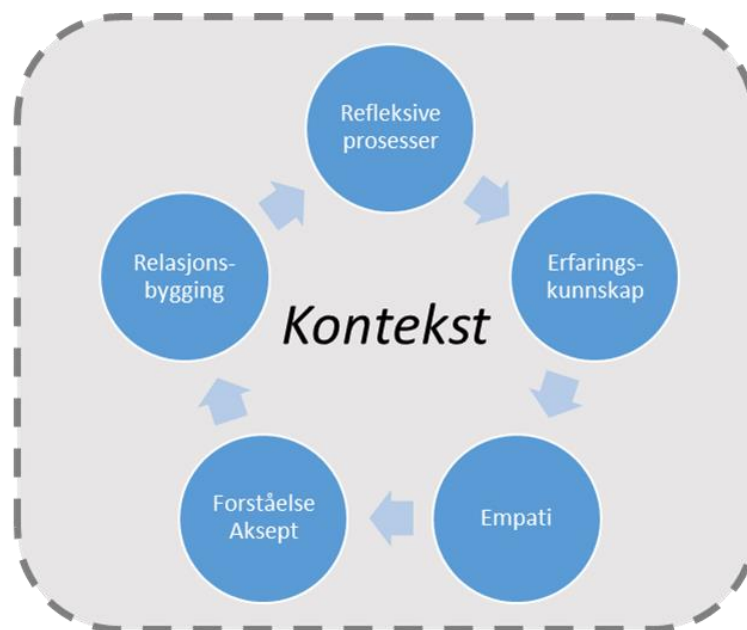 Refleksive
prosesser
Erfarings-
kunnskap
Empati
Forståelse
Aksept
Relasjons-
bygging
Kontekst